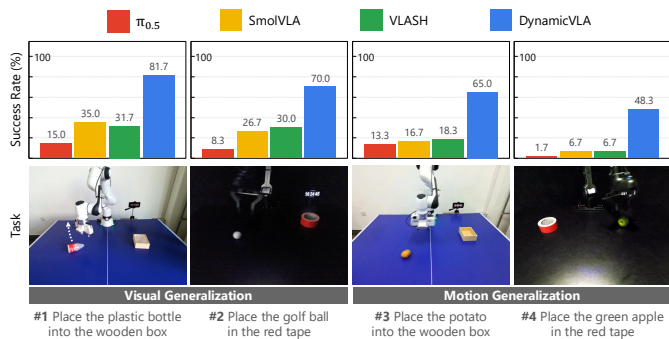 π0.5 SmolVLA VLASH DynamicVLA
Success Rate (%)
100 100 100 100
15.0 35.0 31.7 81.7
8.3 26.7 30.0 70.0
13.3 16.7 18.3 65.0
1.7 6.7 6.7 48.3
Task
Visual Generalization Motion Generalization
#1 Place the plastic bottle
into the wooden box
#2 Place the golf ball
in the red tape
#3 Place the potato
into the wooden box
#4 Place the green apple
in the red tape